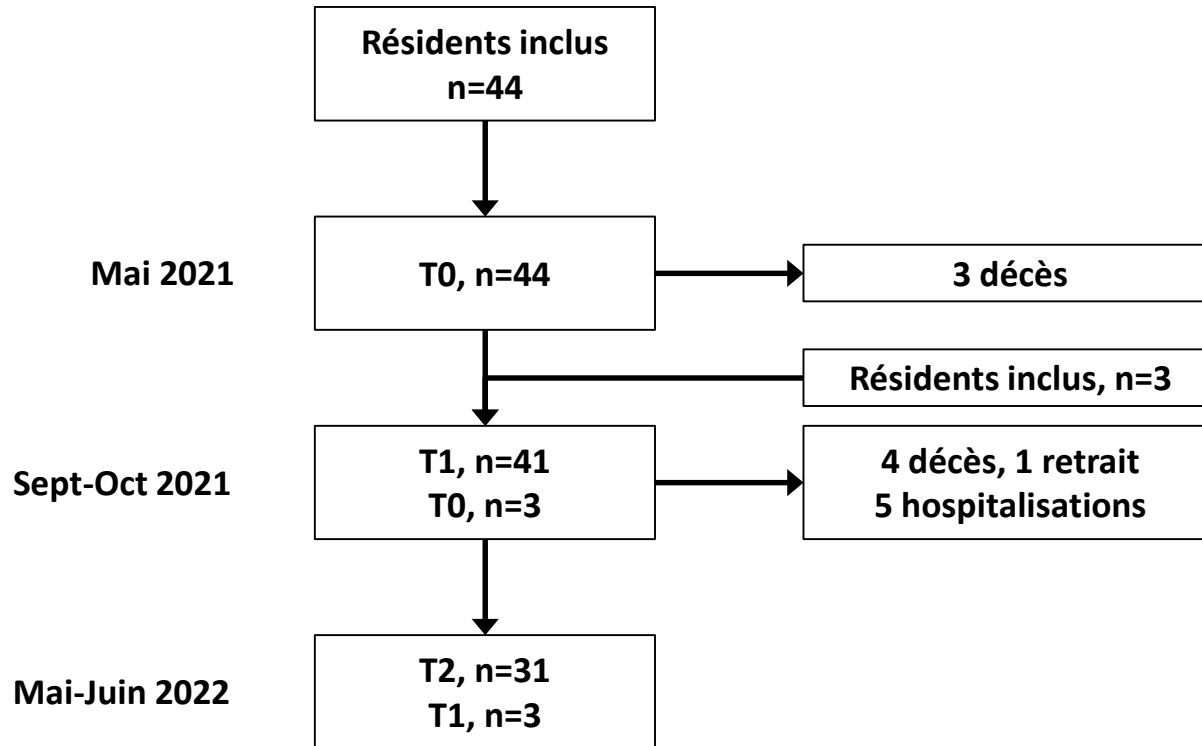 Résidents inclus
n=44
Mai 2021
T0, n=44
3 décès
Résidents inclus, n=3
Sept-Oct 2021
T1, n=41
T0, n=3
4 décès, 1 retrait
5 hospitalisations
Mai-Juin 2022
T2, n=31
T1, n=3